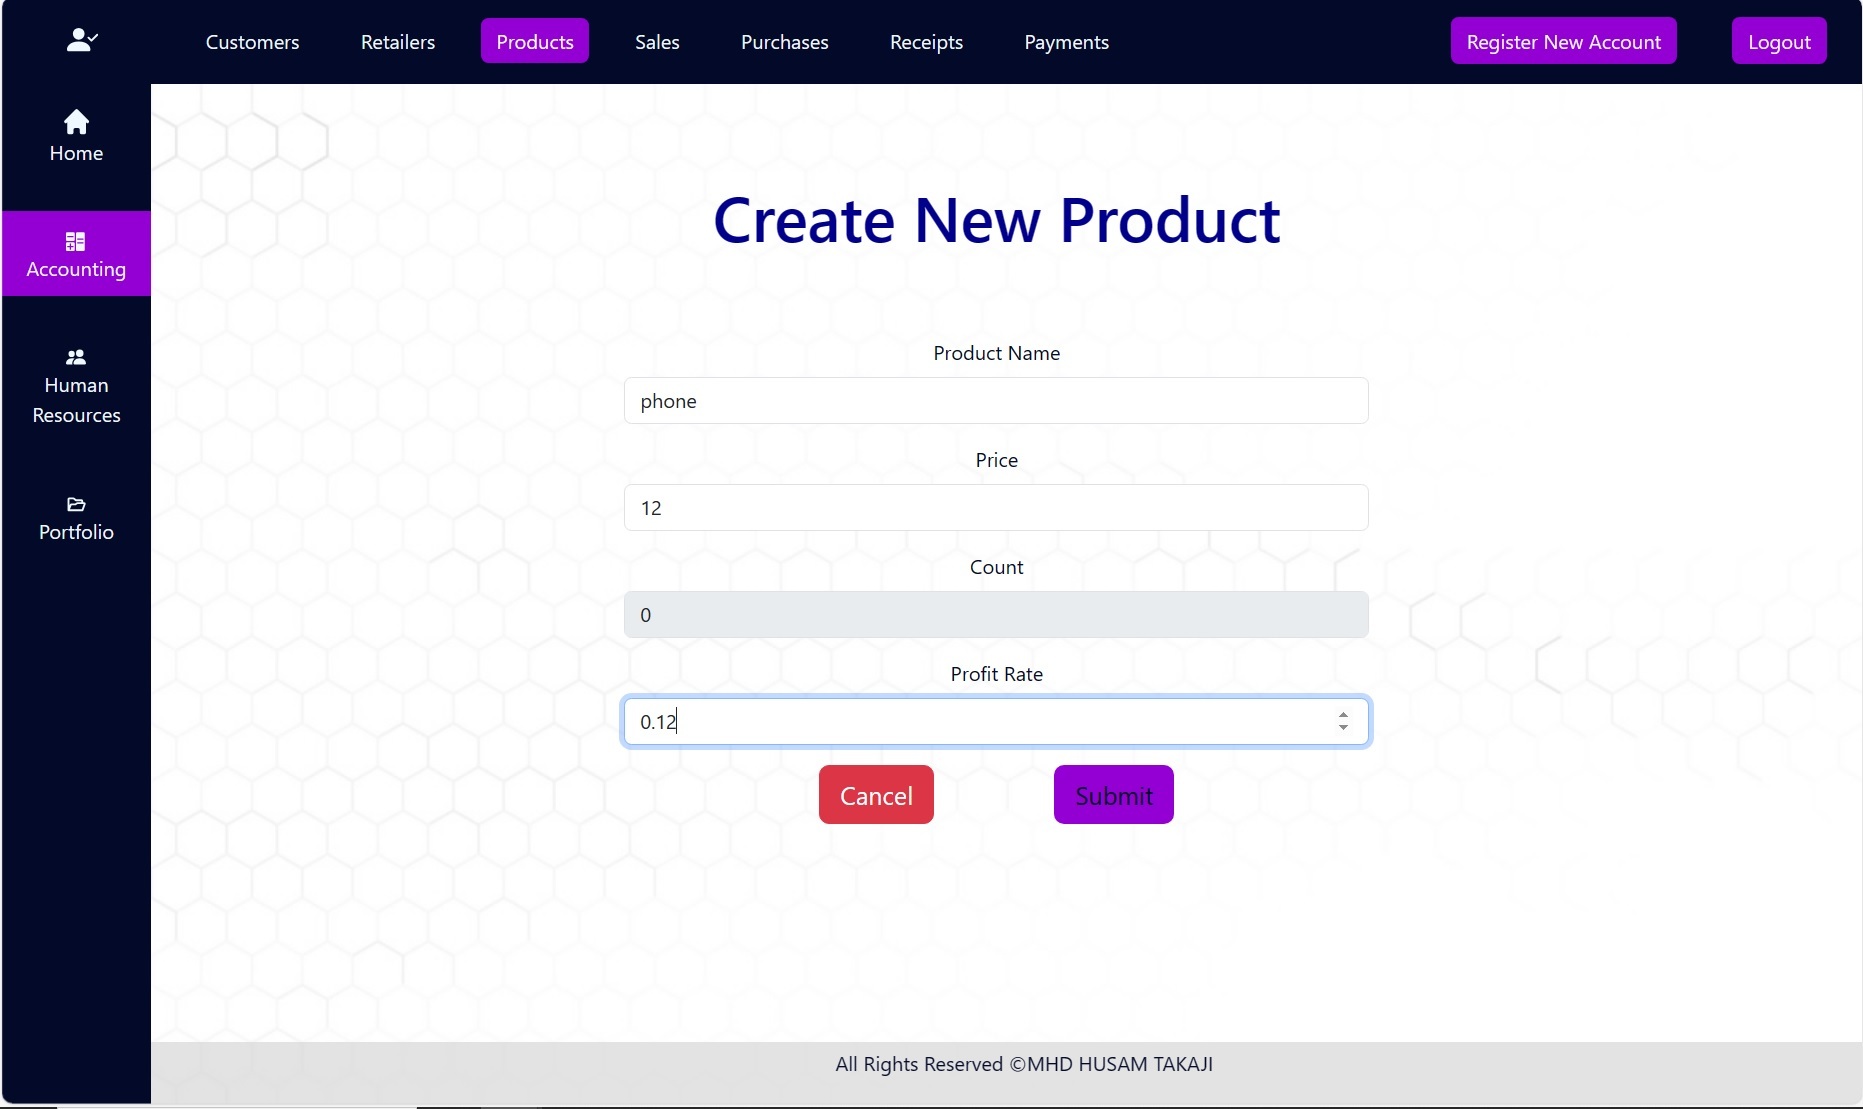 Customers Retailers Products Sales Purchases Receipts Payments Register New Account Logout
Home
Accounting
Human
Resources
Portfolio
Create New Product
Product Name
phone
Price
12
Count
0
Profit Rate
0.12
Cancel Submit
All Rights Reserved ©MHD HUSAM TAKAJI